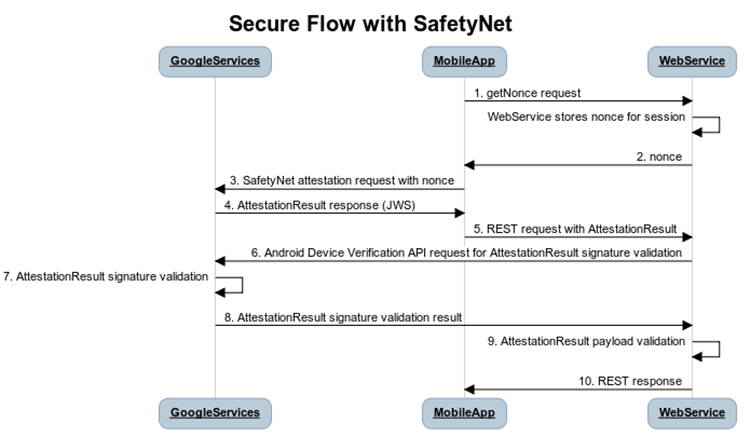 Secure Flow with SafetyNet
GoogleServices MobileApp WebService
1. getNonce request
WebService stores nonce for session
2. nonce
3. SafetyNet attestation request with nonce
4. AttestationResult response (JWS)
5. REST request with AttestationResult
6. Android Device Verification API request for AttestationResult signature validation
7. AttestationResult signature validation
8. AttestationResult signature validation result
9. AttestationResult payload validation
10. REST response
GoogleServices MobileApp WebService